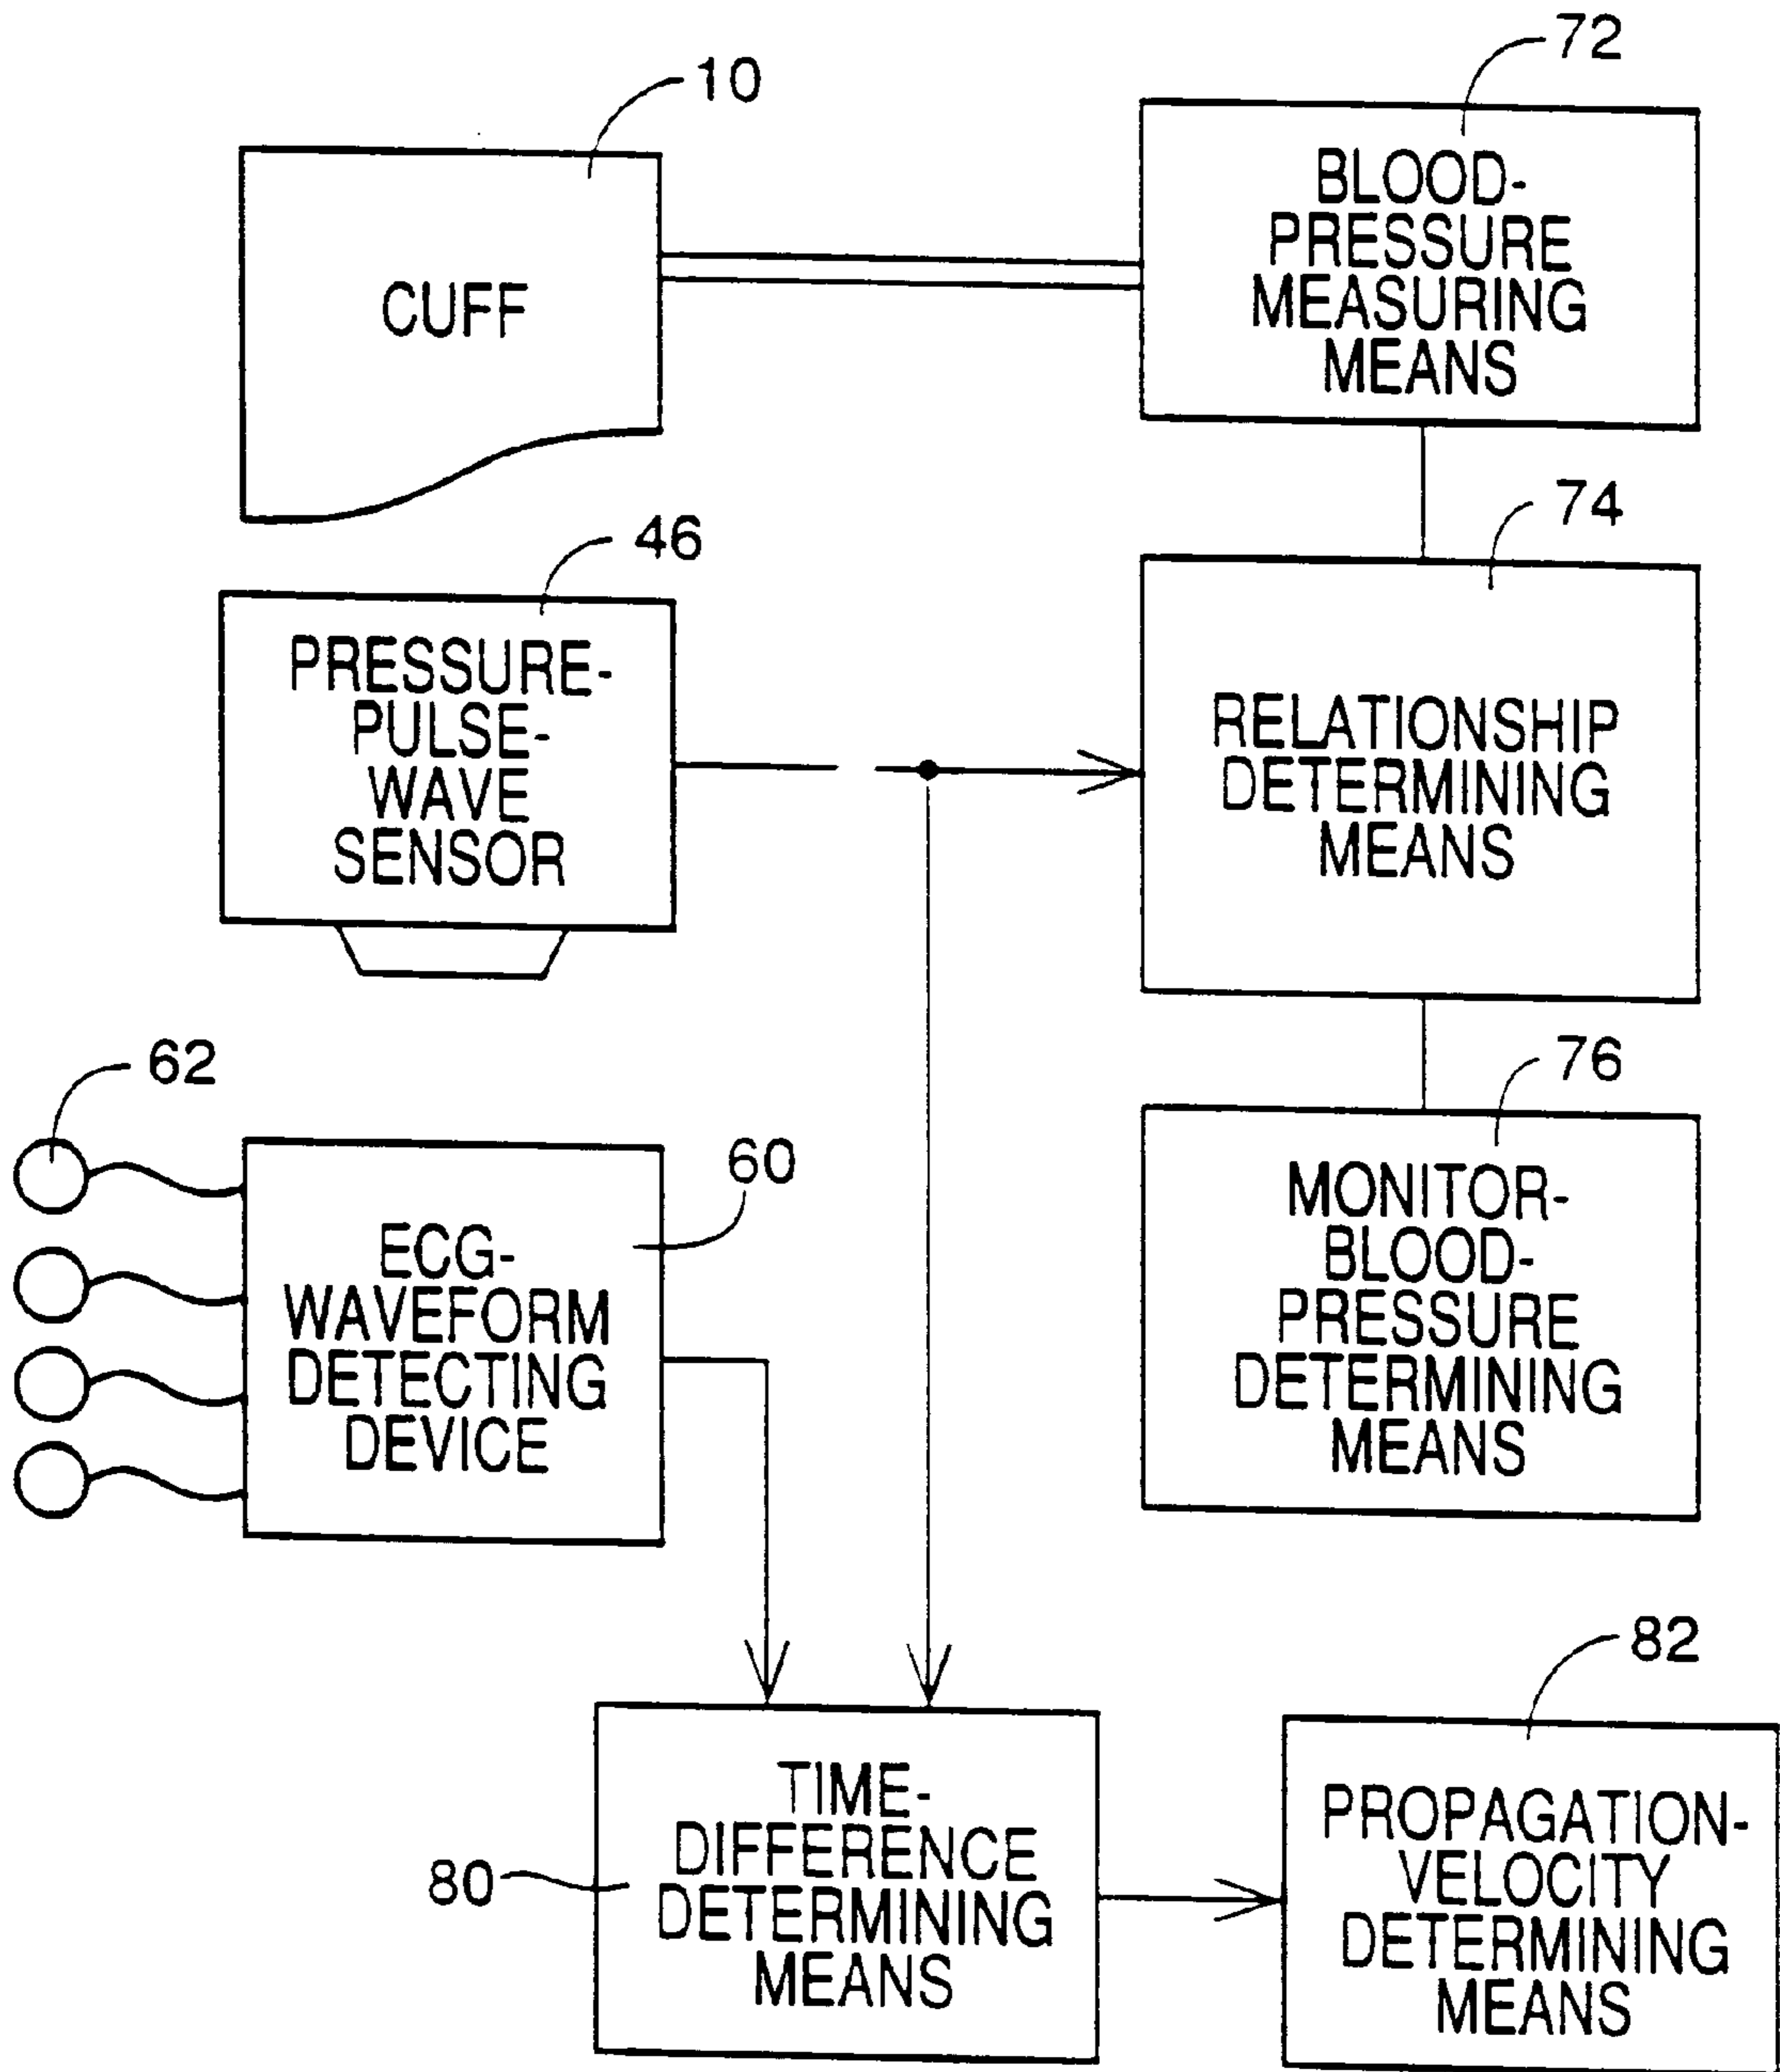 10
CUFF
72
BLOOD-
PRESSURE
MEASURING
MEANS
46
PRESSURE-
PULSE-
WAVE
SENSOR
74
RELATIONSHIP
DETERMINING
MEANS
62
60
ECG-
WAVEFORM
DETECTING
DEVICE
76
MONITOR-
BLOOD-
PRESSURE
DETERMINING
MEANS
80
TIME-
DIFFERENCE
DETERMINING
MEANS
82
PROPAGATION-
VELOCITY
DETERMINING
MEANS